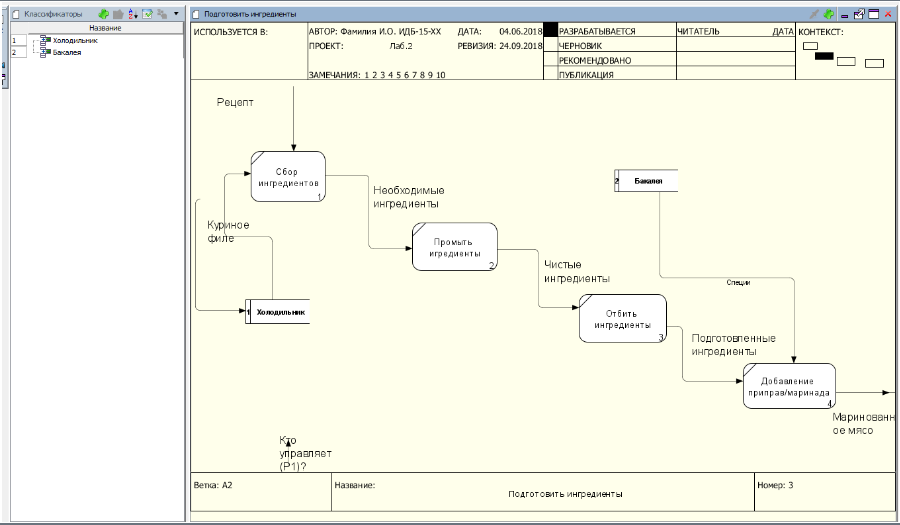 Классификаторы
Название
1 Холодильник
2 Бакалея
Подготовить ингредиенты
ИСПОЛЬЗУЕТСЯ В:
АВТОР: Фамилия И.О. ИДБ-15-ХХ
ДАТА: 04.06.2018
ПРОЕКТ: Лаб.2
РЕВИЗИЯ: 24.09.2018
ЗАМЕЧАНИЯ: 1 2 3 4 5 6 7 8 9 10
РАЗРАБАТЫВАЕТСЯ
ЧЕРНОВИК
РЕКОМЕНДОВАНО
ПУБЛИКАЦИЯ
ЧИТАТЕЛЬ ДАТА
КОНТЕКСТ:
Рецепт
Сбор
ингредиентов
1
Необходимые
ингредиенты
Куриное
филе
1 Холодильник
Промыть
игредиенты
2
Чистые
ингредиенты
2 Бакалея
Специи
Отбить
ингредиенты
3
Подготовленные
ингредиенты
Добавление
приправ/маринада
4
Маринованн
ое мясо
Кто
управляет
(P1)?
Ветка: A2
Название:
Подготовить ингредиенты
Номер: 3